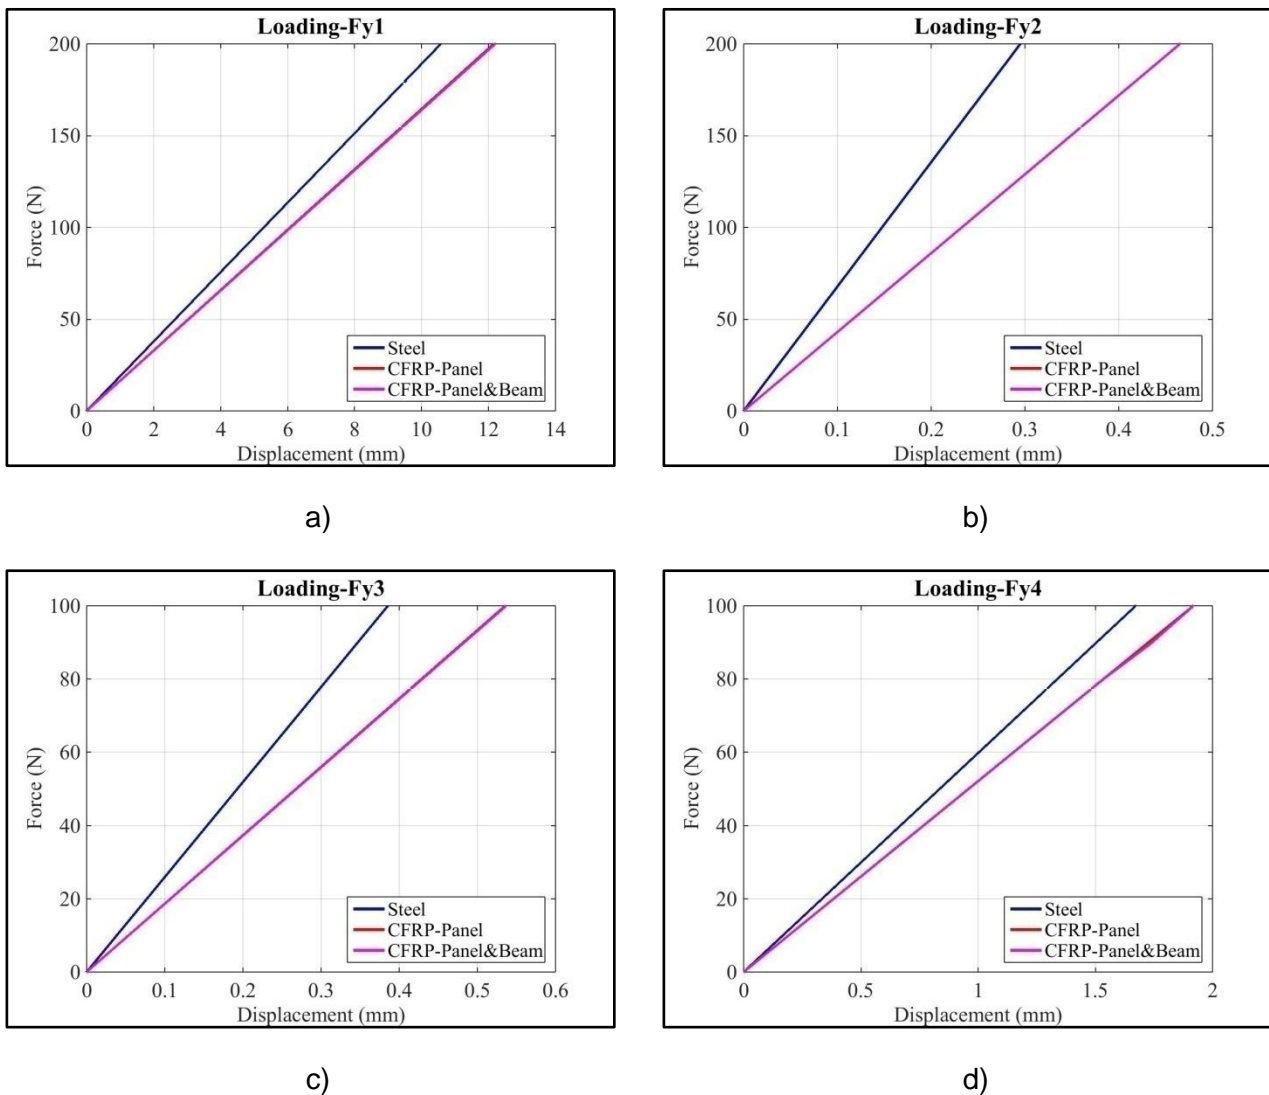 Loading-Fy1
200
150
100
50
0
Force (N)
Steel
CFRP-Panel
CFRP-Panel&Beam
0 2 4 6 8 10 12 14
Displacement (mm)
a)
Loading-Fy2
200
150
100
50
0
Force (N)
Steel
CFRP-Panel
CFRP-Panel&Beam
0 0.1 0.2 0.3 0.4 0.5
Displacement (mm)
b)
Loading-Fy3
100
80
60
40
20
0
Force (N)
Steel
CFRP-Panel
CFRP-Panel&Beam
0 0.1 0.2 0.3 0.4 0.5 0.6
Displacement (mm)
c)
Loading-Fy4
100
80
60
40
20
0
Force (N)
Steel
CFRP-Panel
CFRP-Panel&Beam
0 0.5 1 1.5 2
Displacement (mm)
d)